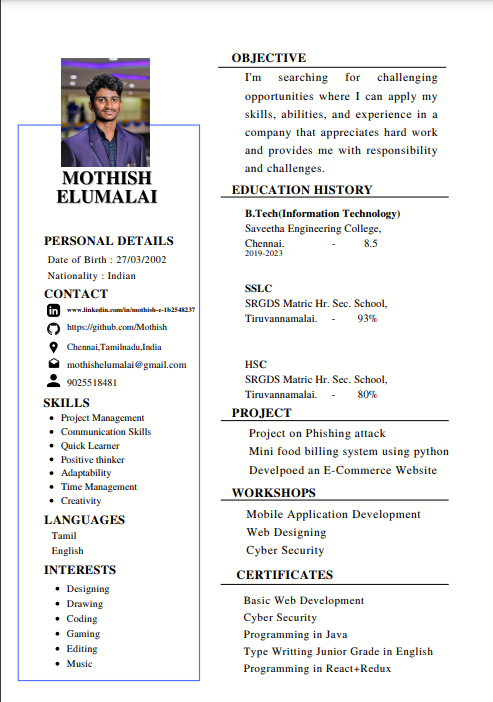 MOTHISH
ELUMALAI
PERSONAL DETAILS
Date of Birth : 27/03/2002
Nationality : Indian
CONTACT
www.linkedin.com/in/mothish-e-1b2548237
https://github.com/Mothish
Chennai,Tamilnadu,India
mothishelumalai@gmail.com
9025518481
SKILLS
Project Management
Communication Skills
Quick Learner
Positive thinker
Adaptability
Time Management
Creativity
LANGUAGES
Tamil
English
INTERESTS
Designing
Drawing
Coding
Gaming
Editing
Music
OBJECTIVE
I'm searching for challenging
opportunities where I can apply my
skills, abilities, and experience in a
company that appreciates hard work
and provides me with responsibility
and challenges.
EDUCATION HISTORY
B.Tech(Information Technology)
Saveetha Engineering College,
Chennai. - 8.5
2019-2023
SSLC
SRGDS Matric Hr. Sec. School,
Tiruvannamalai. - 93%
HSC
SRGDS Matric Hr. Sec. School,
Tiruvannamalai. - 80%
PROJECT
Project on Phishing attack
Mini food billing system using python
Develpoed an E-Commerce Website
WORKSHOPS
Mobile Application Development
Web Designing
Cyber Security
CERTIFICATES
Basic Web Development
Cyber Security
Programming in Java
Type Writting Junior Grade in English
Programming in React+Redux